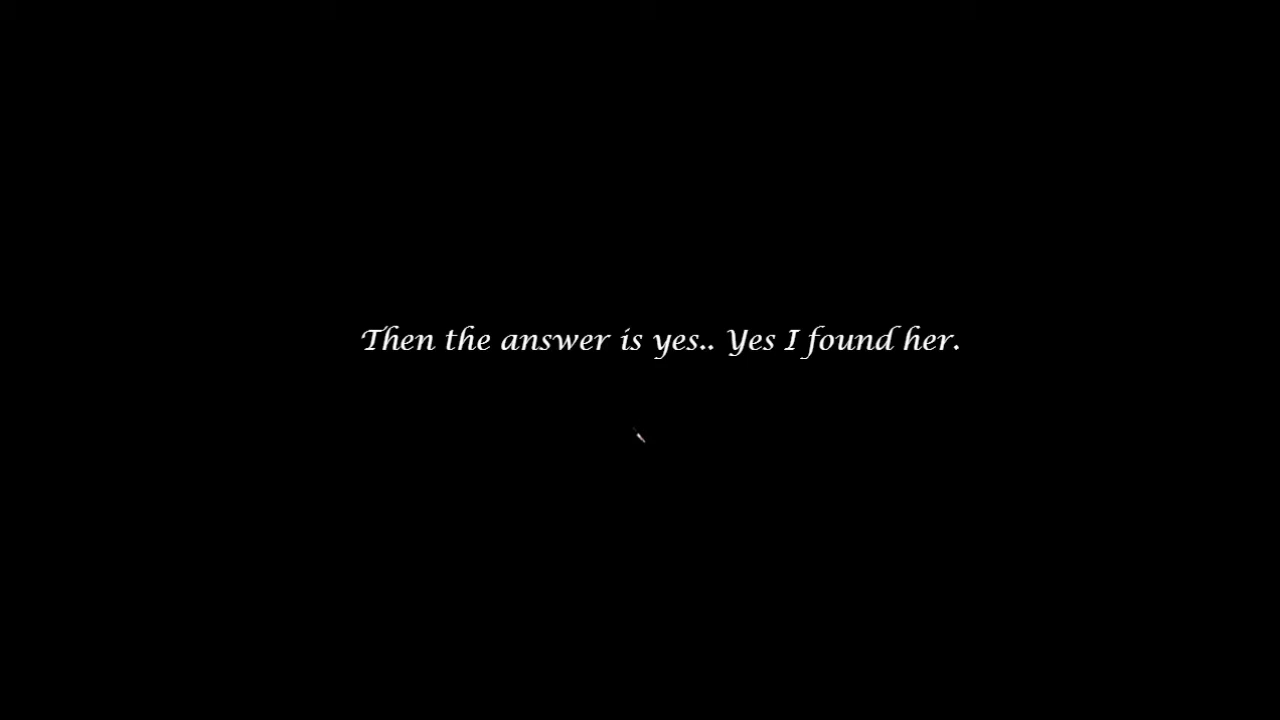 Then the answer is yes.. Yes I found her.